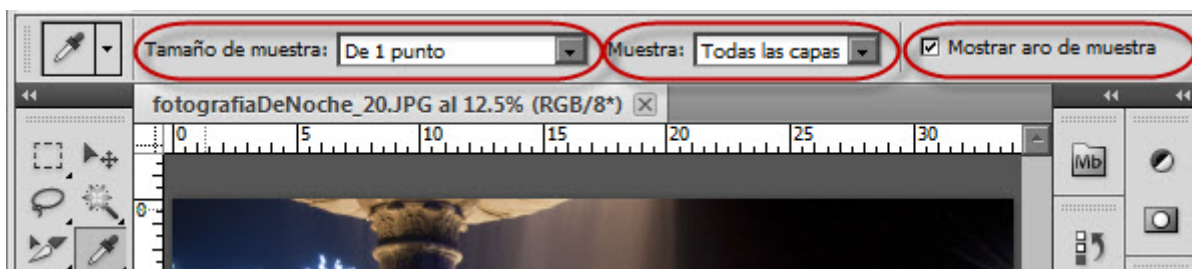 Tamaño de muestra: De 1 punto Muestra: Todas las capas Mostrar aro de muestra
fotografiaDeNoche_20.JPG al 12.5% (RGB/8*)
0 5 10 15 20 25 30
Mb
0